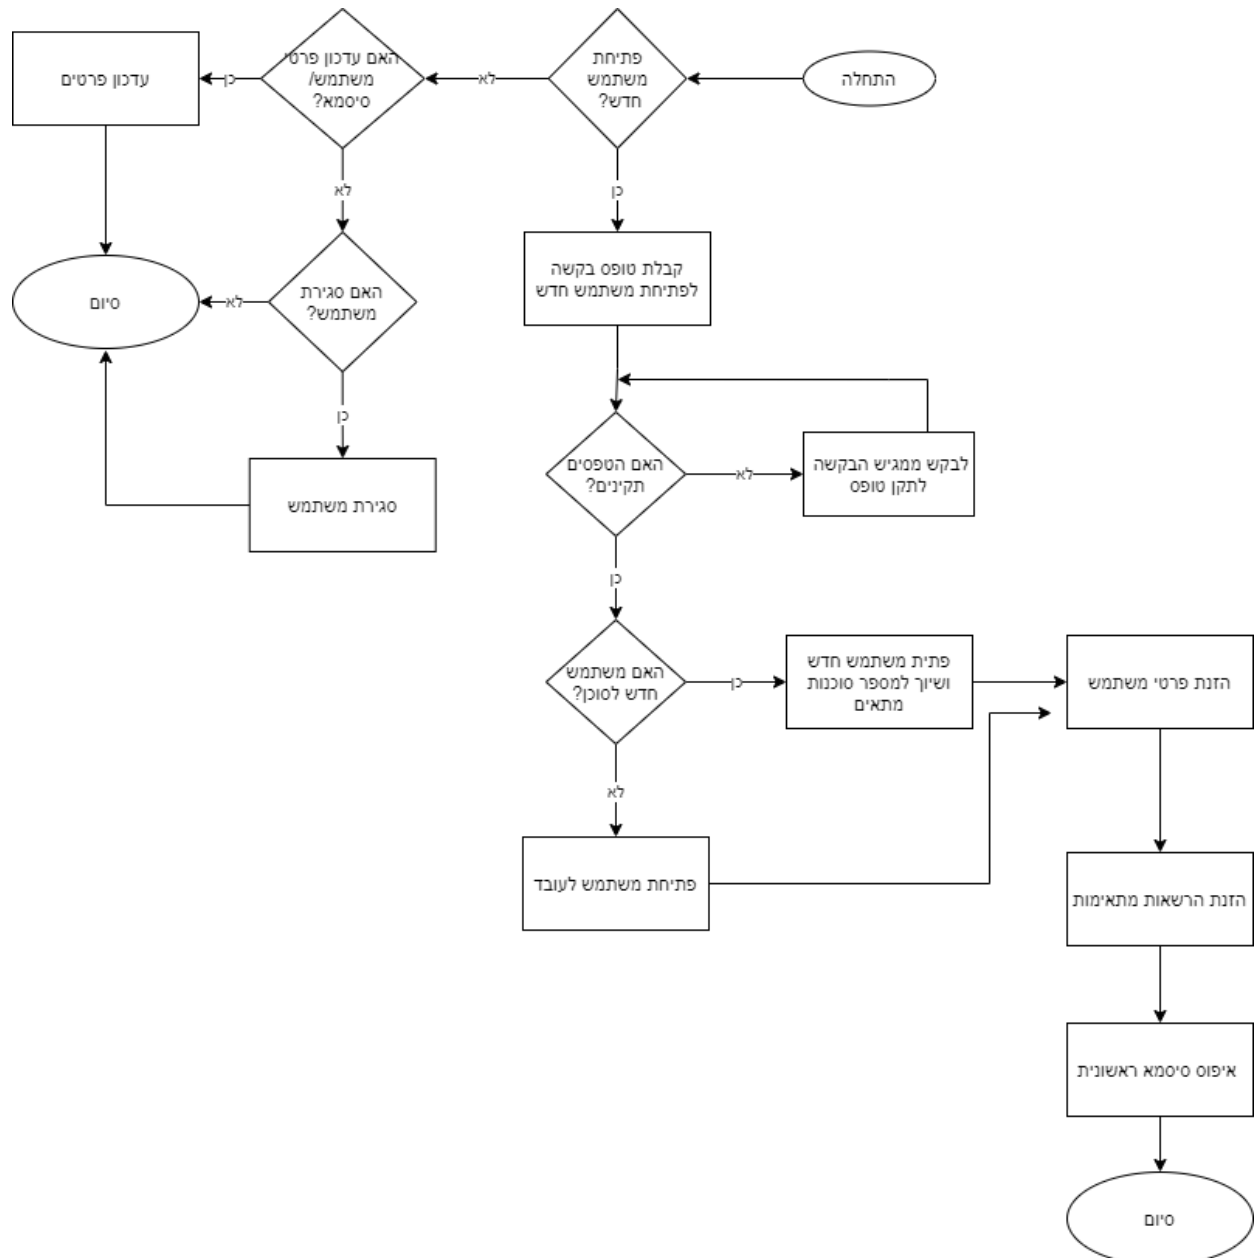 התחלה
פתיחת
משתמש
חדש?
לא
האם עדכון פרטי
משתמש/
סיסמא?
כן
עדכון פרטים
לא
האם סגירת
משתמש?
לא
סיום
כן
סגירת משתמש
כן
קבלת טופס בקשה
לפתיחת משתמש חדש
האם הטפסים
תקינים?
לא
לבקש ממגיש הבקשה
לתקן טופס
כן
האם משתמש
חדש לסוכן?
כן
פתית משתמש חדש
ושיוך למספר סוכנות
מתאים
הזנת פרטי משתמש
לא
פתיחת משתמש לעובד
הזנת הרשאות מתאימות
איפוס סיסמא ראשונית
סיום